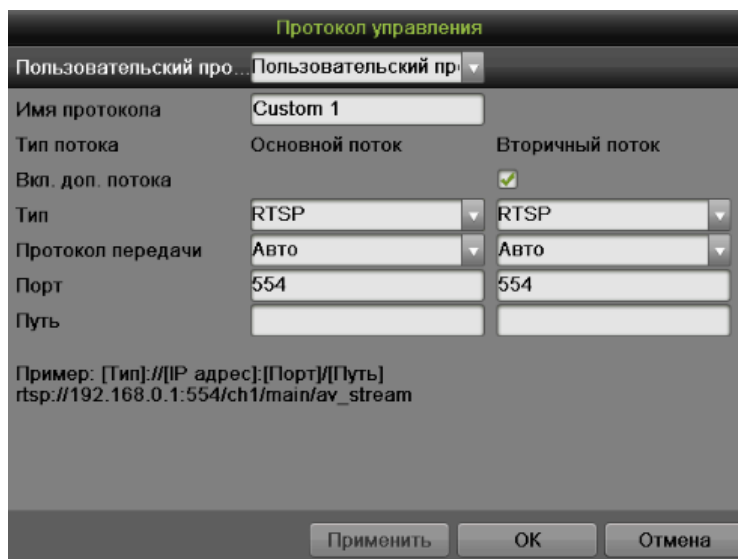 Протокол управления
Пользовательский про... Пользовательский пр
Имя протокола Custom 1
Тип потока Основной поток Вторичный поток
Вкл. доп. потока
Тип RTSP RTSP
Протокол передачи Авто Авто
Порт 554 554
Путь
Пример: [Тип]://[IP адрес]:[Порт]/[Путь]
rtsp://192.168.0.1:554/ch1/main/av_stream
Применить OK Отмена